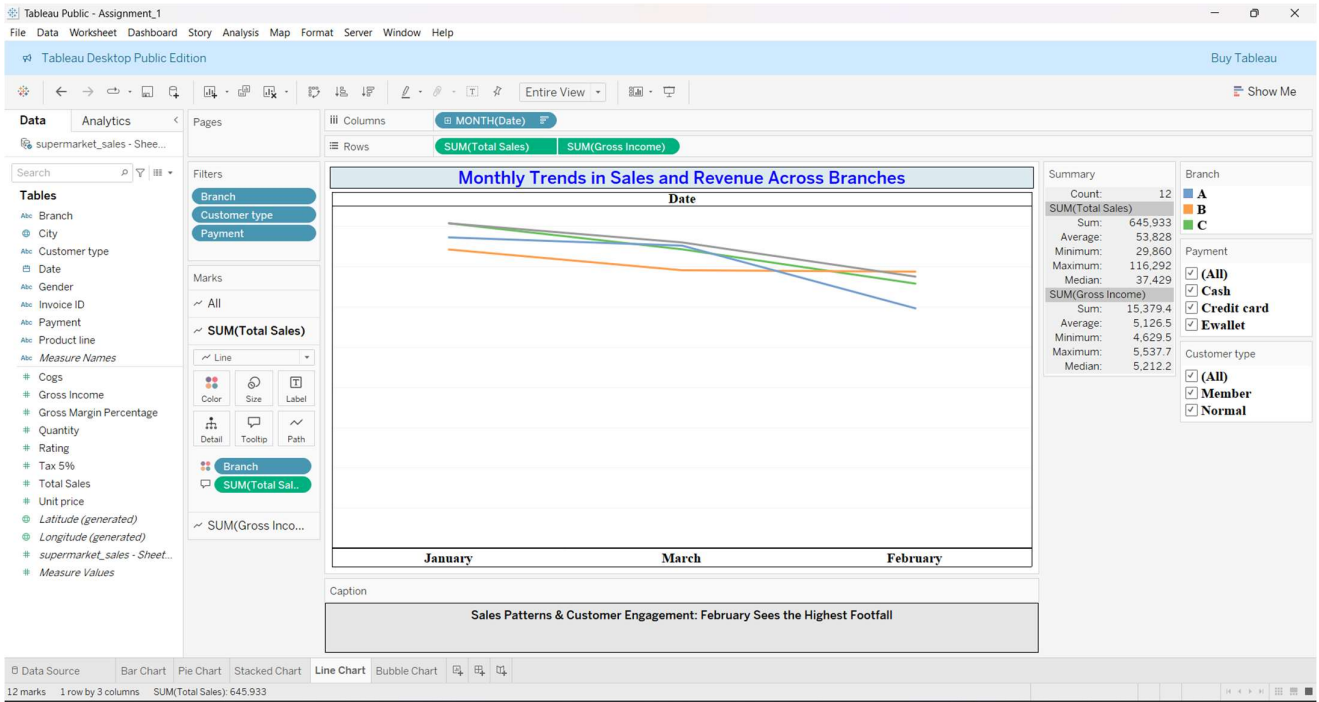 Tableau Public - Assignment_1
File Data Worksheet Dashboard Story Analysis Map Format Server Window Help
Tableau Desktop Public Edition
Buy Tableau
Entire View
Show Me
Data Analytics
supermarket_sales - Shee...
Search
Tables
Abc Branch
City
Abc Customer type
Date
Abc Gender
Abc Invoice ID
Abc Payment
Abc Product line
Abc Measure Names
# Cogs
# Gross Income
# Gross Margin Percentage
# Quantity
# Rating
# Tax 5%
# Total Sales
# Unit price
Latitude (generated)
Longitude (generated)
# supermarket_sales - Sheet...
# Measure Values
Pages
Filters
Branch
Customer type
Payment
Marks
All
SUM(Total Sales)
Line
Color Size Label
Detail Tooltip Path
Branch
SUM(Total Sal..
SUM(Gross Inco...
iii Columns
MONTH(Date)
Rows
SUM(Total Sales) SUM(Gross Income)
Monthly Trends in Sales and Revenue Across Branches
Date
January March February
Caption
Sales Patterns & Customer Engagement: February Sees the Highest Footfall
Summary
Count: 12
SUM(Total Sales)
Sum: 645,933
Average: 53,828
Minimum: 29,860
Maximum: 116,292
Median: 37,429
SUM(Gross Income)
Sum: 15,379.4
Average: 5,126.5
Minimum: 4,629.5
Maximum: 5,537.7
Median: 5,212.2
Branch
A
B
C
Payment
(All)
Cash
Credit card
Ewallet
Customer type
(All)
Member
Normal
Data Source Bar Chart Pie Chart Stacked Chart Line Chart Bubble Chart
12 marks 1 row by 3 columns SUM(Total Sales): 645,933